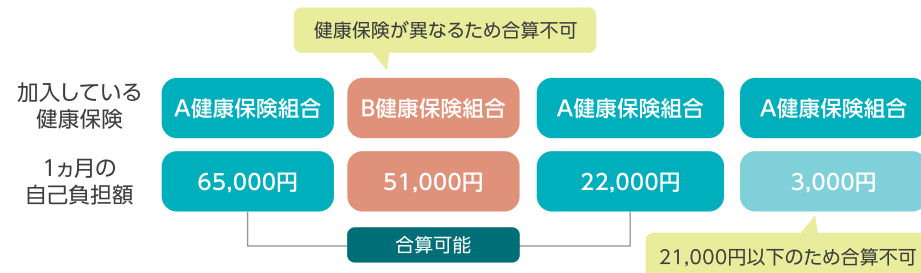 健康保険が異なるため合算不可
加入している
健康保険
A健康保険組合
B健康保険組合
A健康保険組合
A健康保険組合
1ヵ月の
自己負担額
65,000円
51,000円
22,000円
3,000円
合算可能
21,000円以下のため合算不可